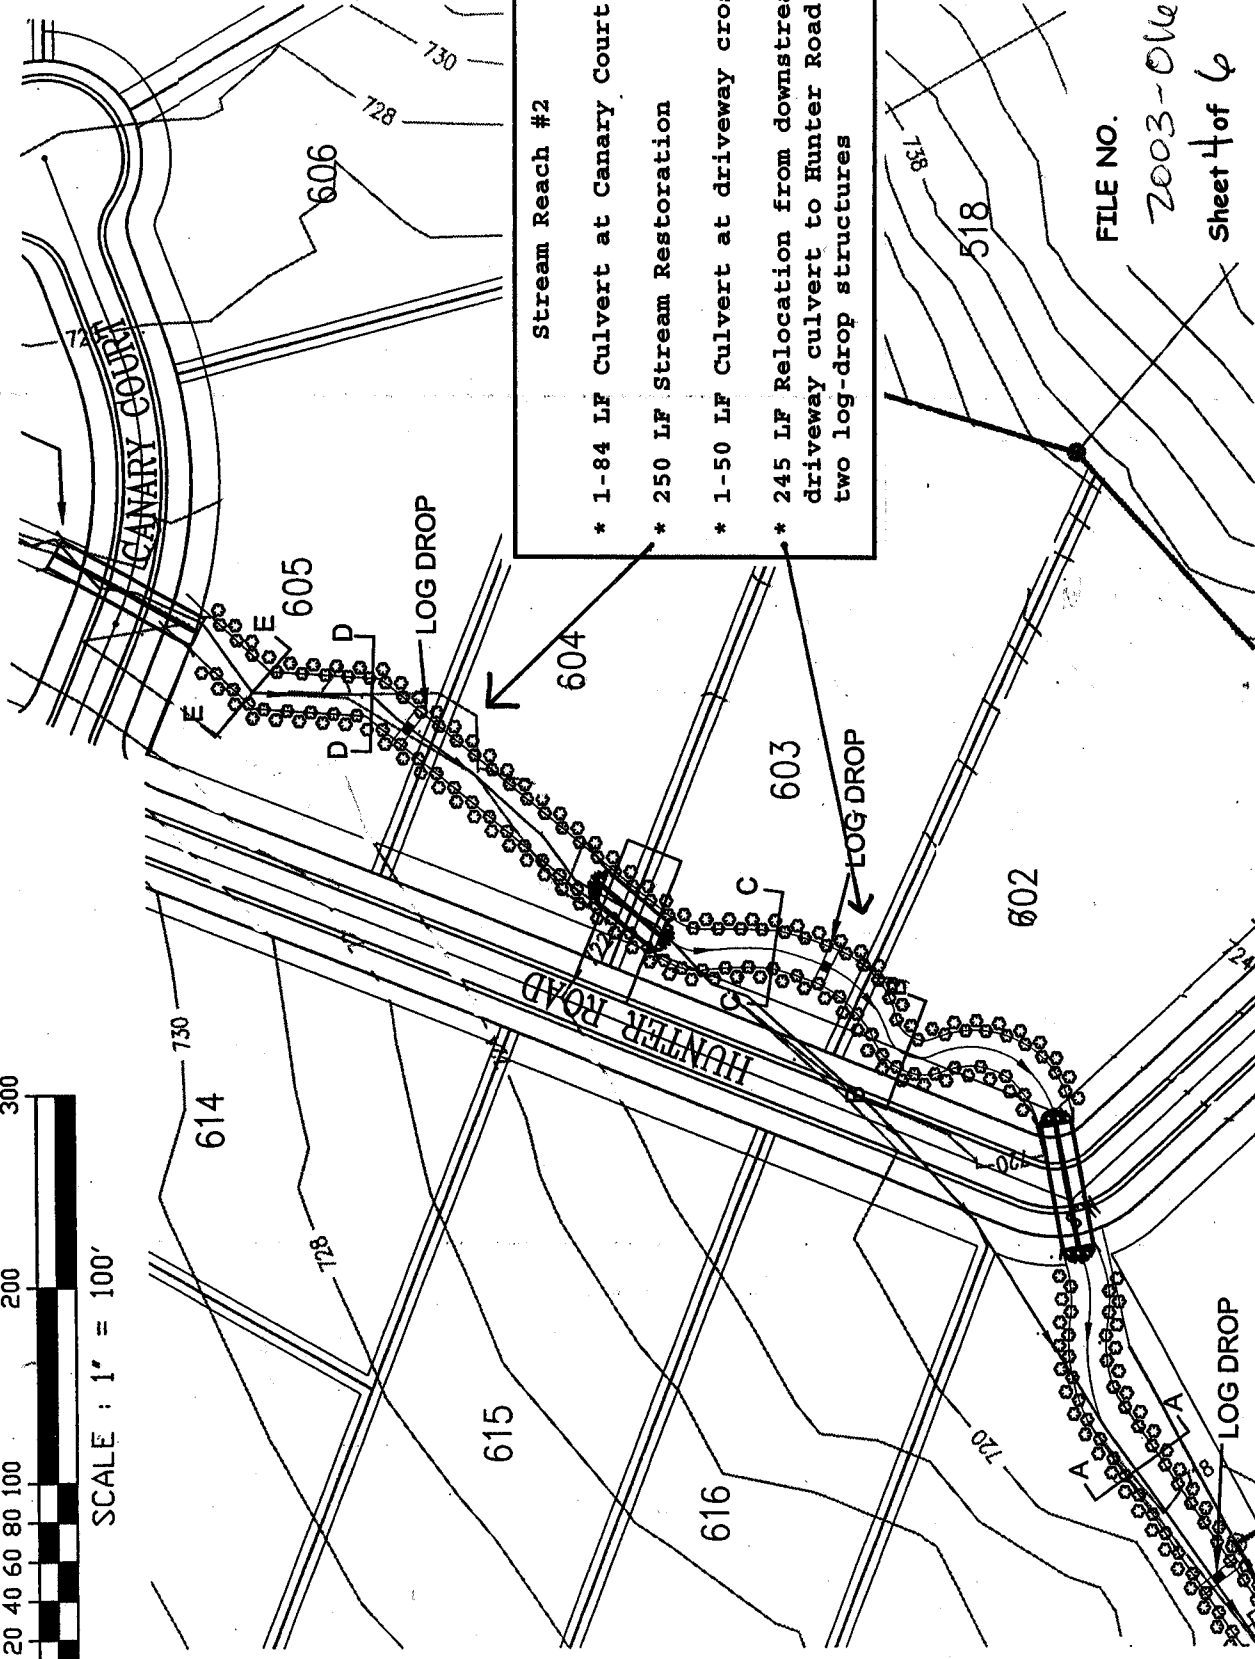 Stream Reach #2
* 1-84 LF Culvert at Canary Court
* 250 LF Stream Restoration
* 1-50 LF Culvert at driveway
* 245 LF Relocation from
driveway culvert to Hunter Road
two log-drop structures
FILE NO.
Sheet 4 of 6
CANARY COURT
HUNTER ROAD
LOG DROP
LOG DROP
LOG DROP
606
605
604
603
602
518
614
615
616
730
728
738
730
728
722
720
720
724
E
E
D
D
C
C
B
B
A
A
20 40 60 80 100 200 300
SCALE : 1" = 100'